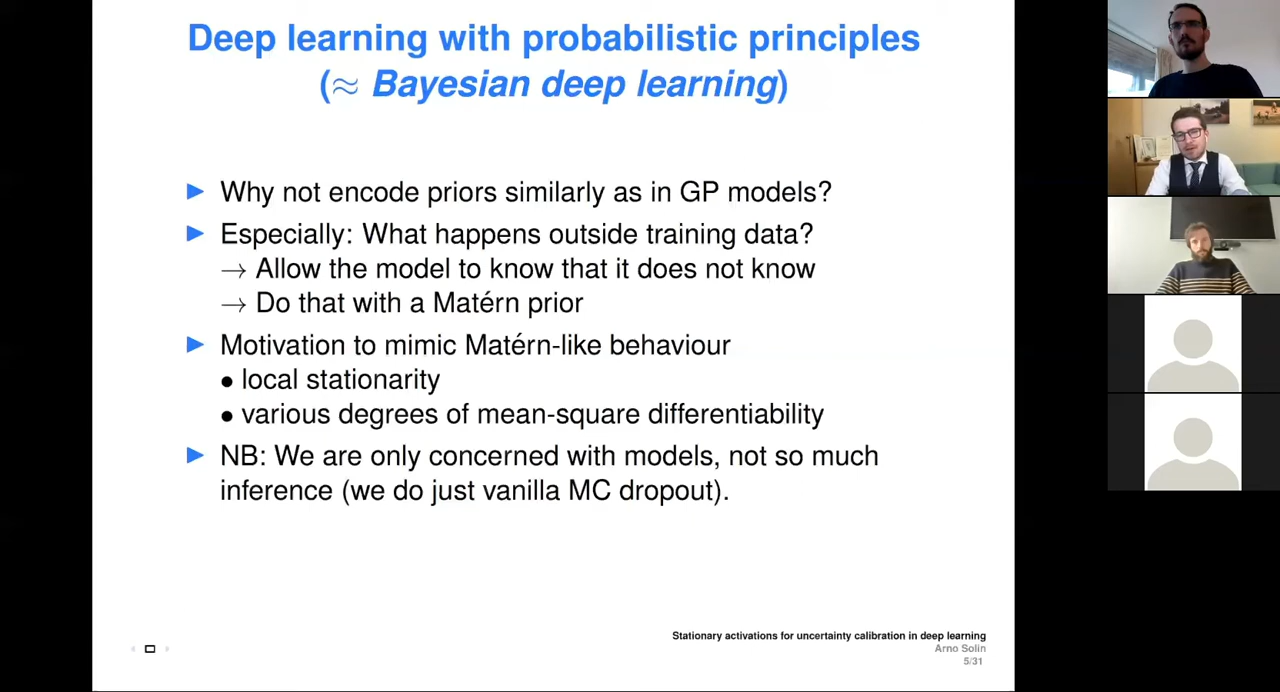 Deep learning with probabilistic principles
(≈ Bayesian deep learning)
▶ Why not encode priors similarly as in GP models?
▶ Especially: What happens outside training data?
→ Allow the model to know that it does not know
→ Do that with a Matérn prior
▶ Motivation to mimic Matérn-like behaviour
• local stationarity
• various degrees of mean-square differentiability
▶ NB: We are only concerned with models, not so much
inference (we do just vanilla MC dropout).
Stationary activations for uncertainty calibration in deep learning
Arno Solin
5/31